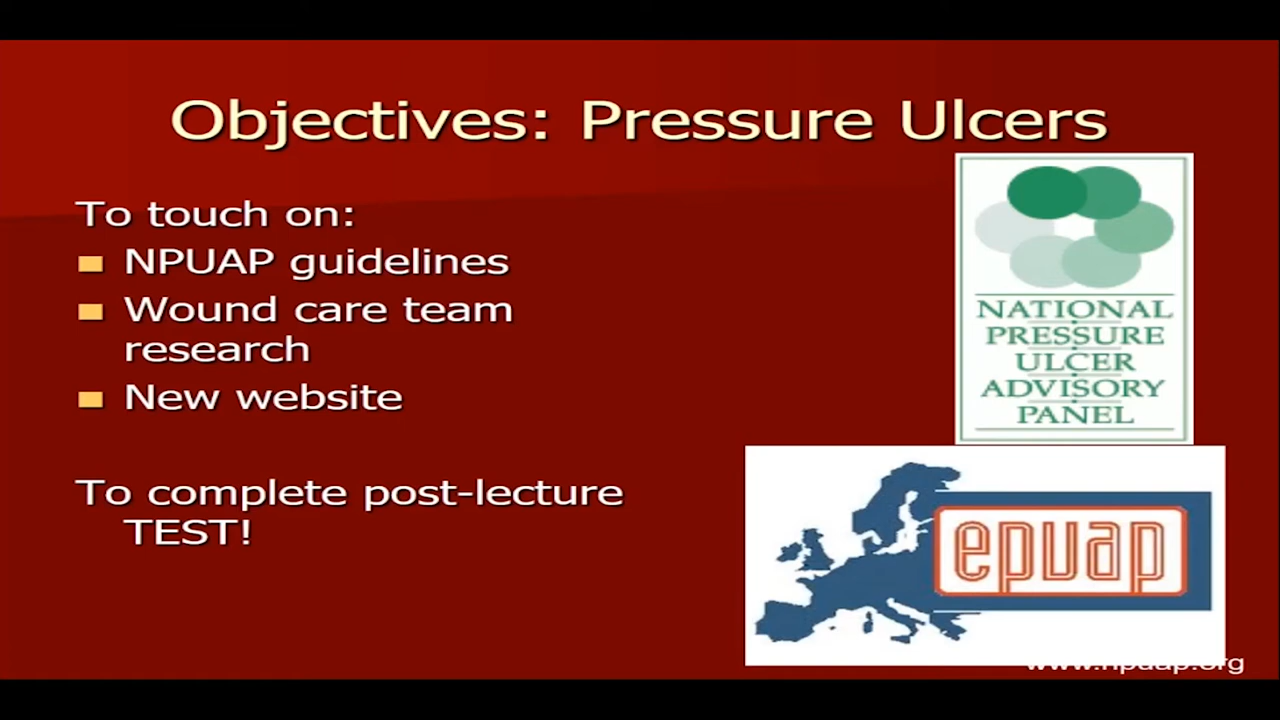 Objectives: Pressure Ulcers
To touch on:
NPUAP guidelines
Wound care team
research
New website
To complete post-lecture
TEST!
NATIONAL
PRESSURE
ULCER
ADVISORY
PANEL
epuap
www.npuap.org